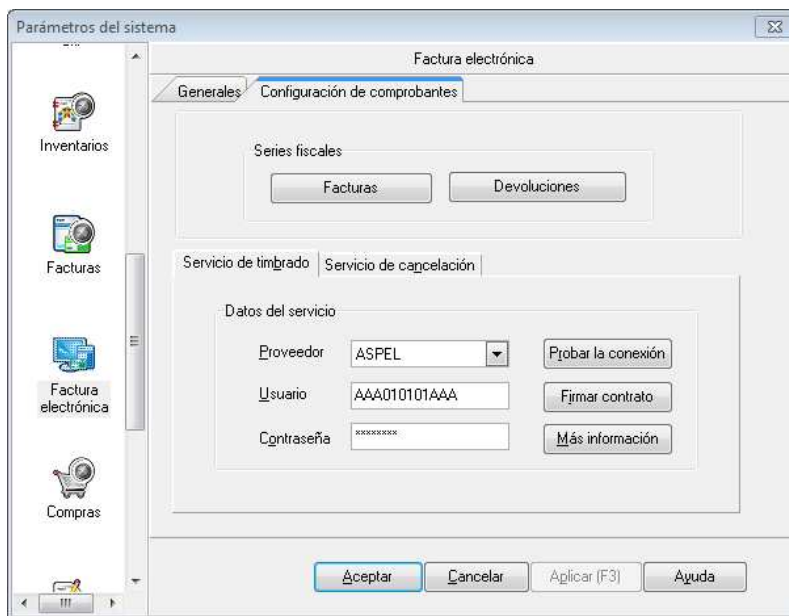 Parámetros del sistema
Inventarios
Facturas
Factura
electrónica
Compras
Factura electrónica
Generales
Configuración de comprobantes
Series fiscales
Facturas
Devoluciones
Servicio de timbrado
Servicio de cancelación
Datos del servicio
Proveedor
ASPEL
Probar la conexión
Usuario
AAA010101AAA
Firmar contrato
Contraseña
********
Más información
Aceptar
Cancelar
Aplicar (F3)
Ayuda